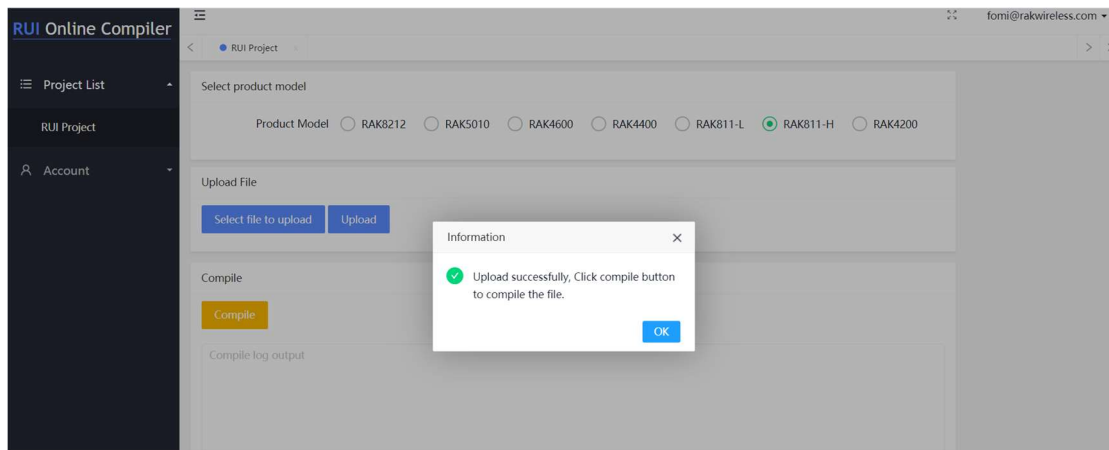 RUI Online Compiler
fomi@rakwireless.com
RUI Project
Project List
RUI Project
Account
Select product model
Product Model RAK8212 RAK5010 RAK4600 RAK4400 RAK811-L RAK811-H RAK4200
Upload File
Select file to upload Upload
Information
Upload successfully, Click compile button
to compile the file.
OK
Compile
Compile
Compile log output